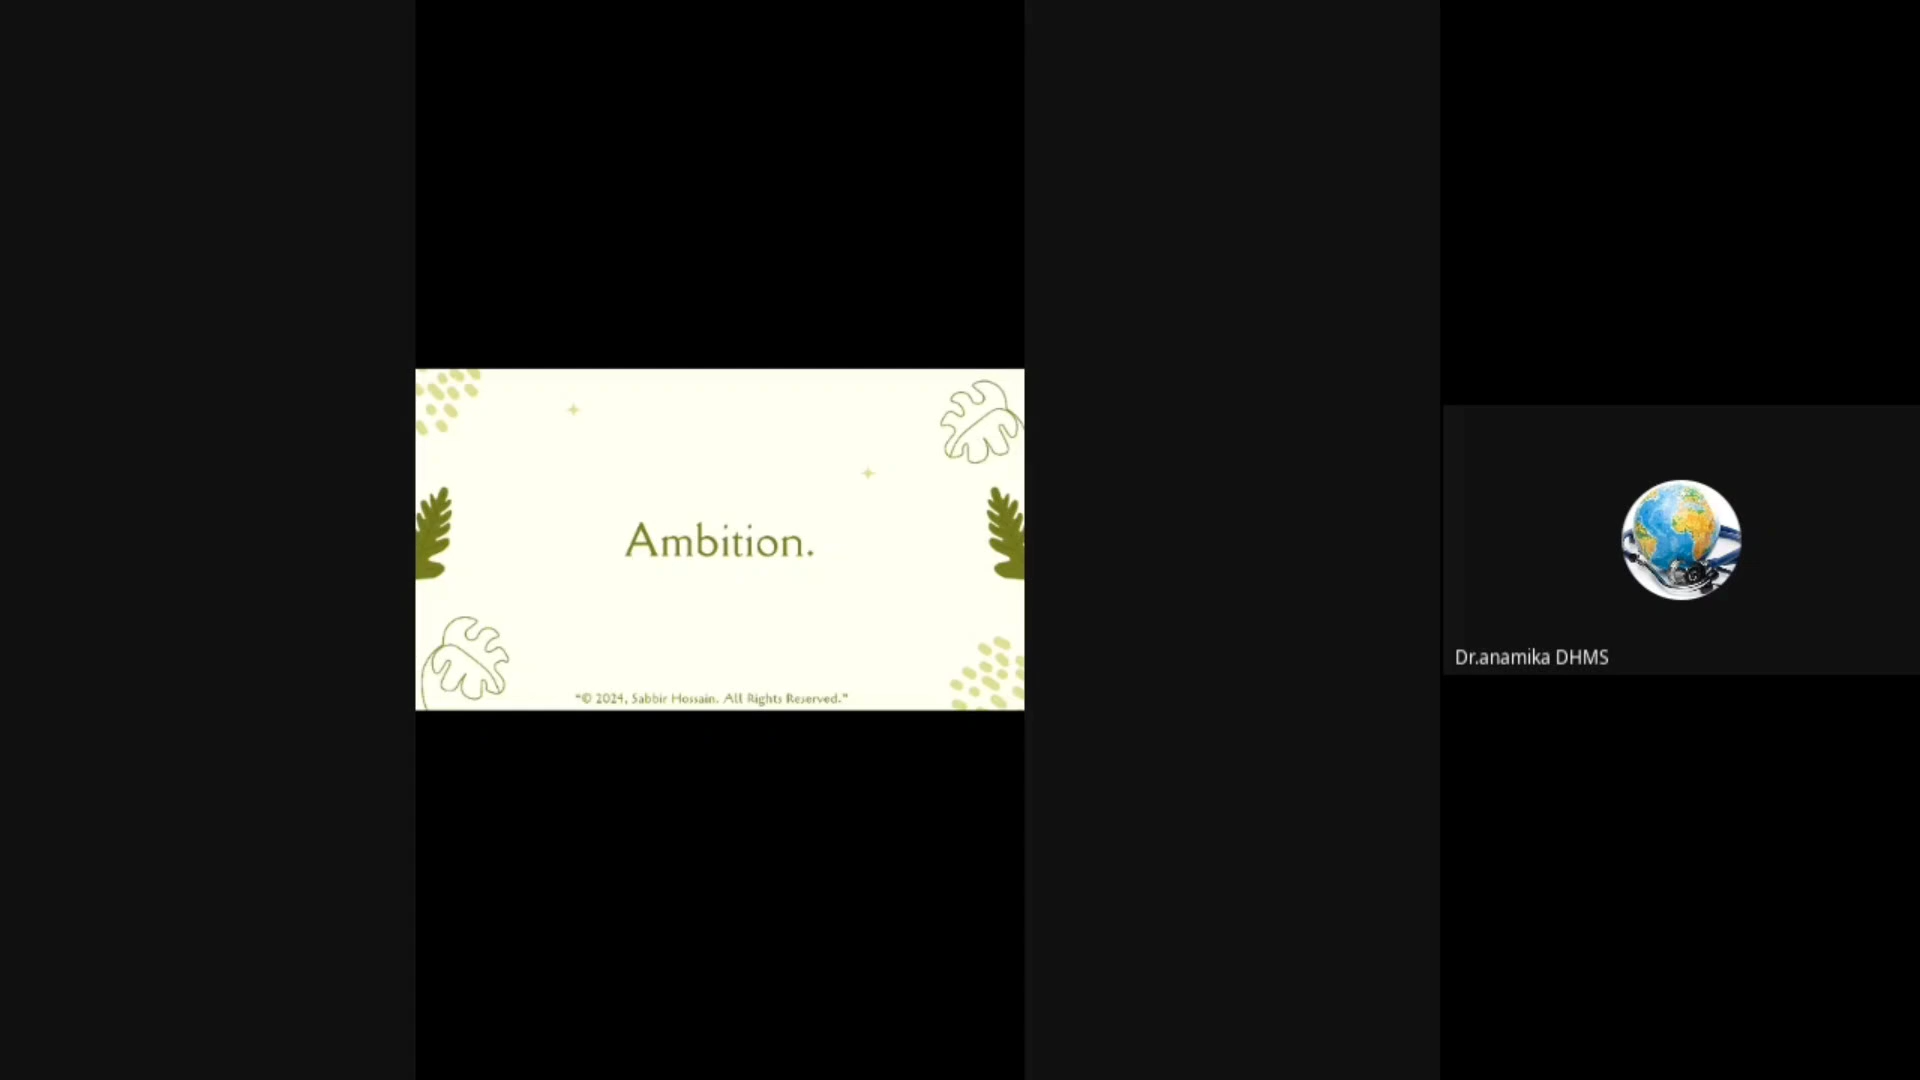 Ambition.
"© 2024, Sabbir Hossain. All Rights Reserved."
Dr.anamika DHMS